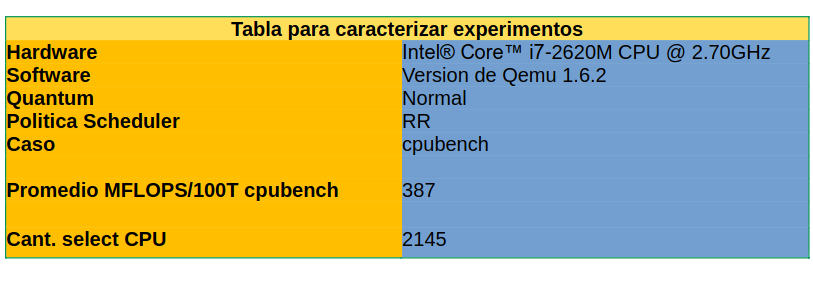 Tabla para caracterizar experimentos
Hardware Intel® Core™ i7-2620M CPU @ 2.70GHz
Software Version de Qemu 1.6.2
Quantum Normal
Politica Scheduler RR
Caso cpubench
Promedio MFLOPS/100T cpubench 387
Cant. select CPU 2145